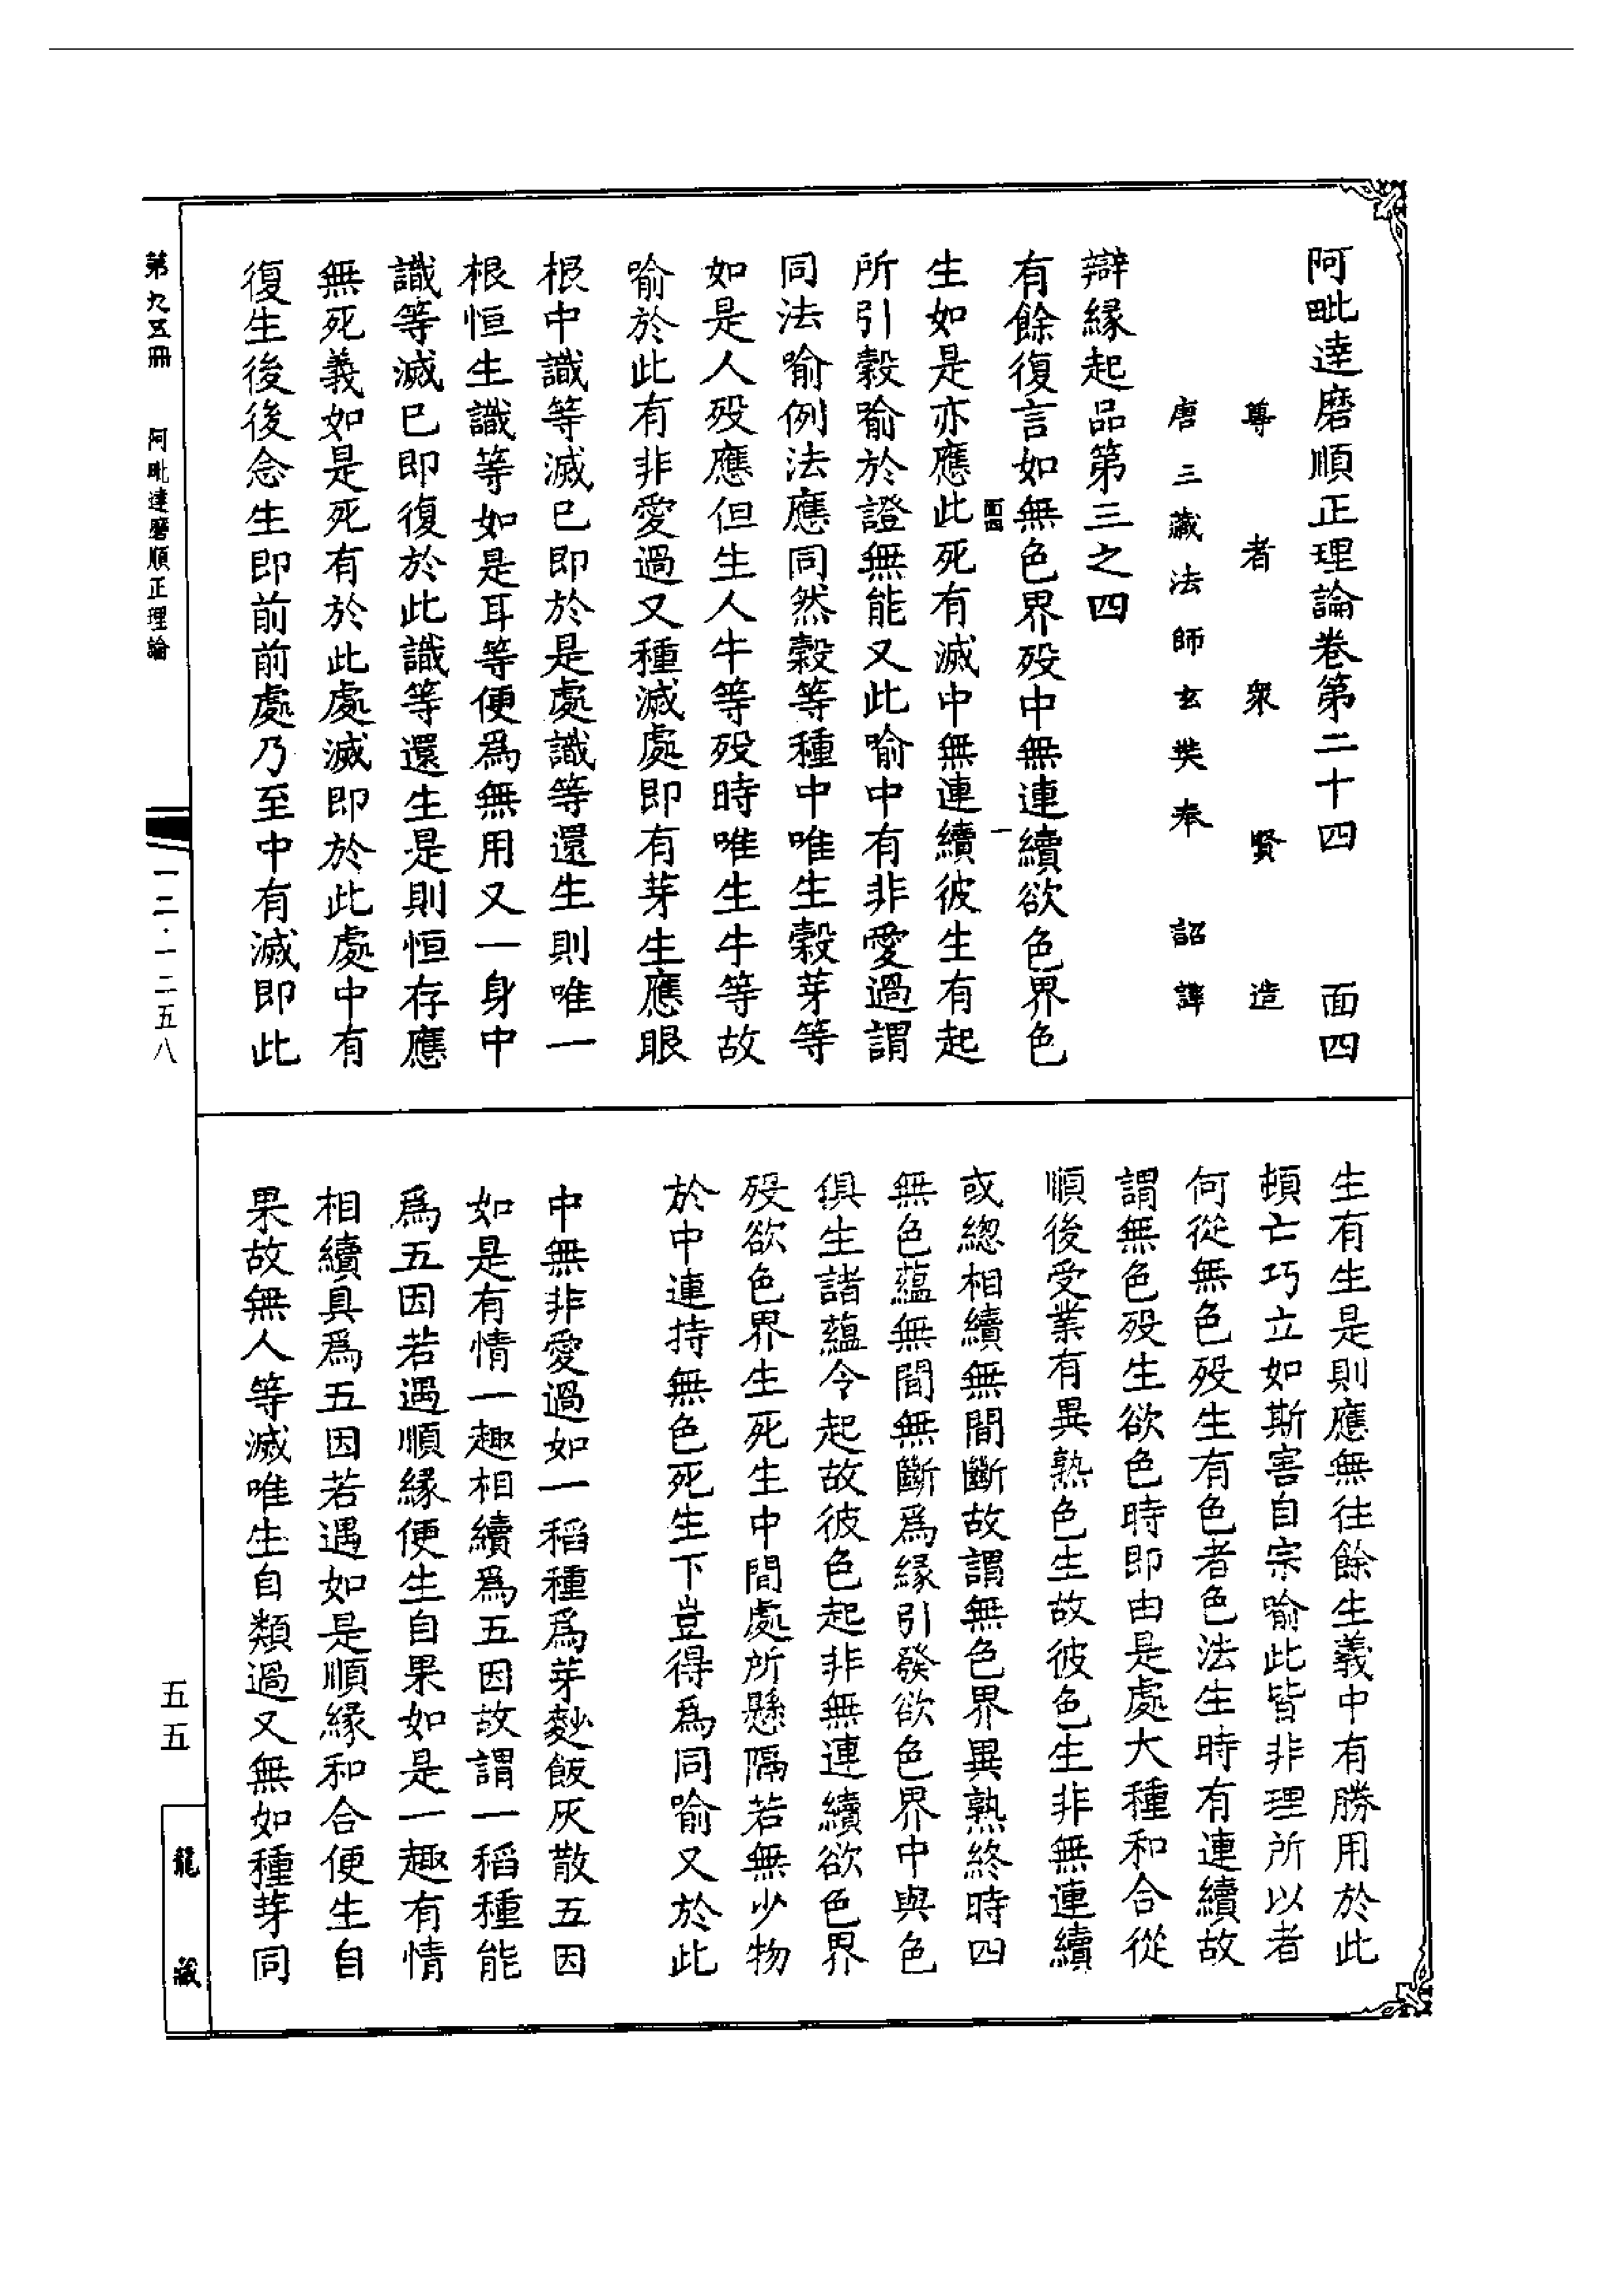 阿毗達磨順正理論卷第二十四　面四
尊者衆賢造
唐三藏法師玄奘奉　詔譯
辯緣起品第三之四
有餘復言如無色界歿中無連續欲色界色
生如是亦應此死有滅中無連續彼生有起
所引穀喻於證無能又此喻中有非愛過謂
同法喻例法應同然穀等種中唯生穀芽等
如是人歿應但生人牛等歿時唯生牛等故
喻於此有非愛過又種滅處即有芽生應眼
根中識等滅已即於是處識等還生則唯一
根恒生識等如是耳等便爲無用又一身中
識等滅已即復於此識等還生是則恒存應
無死義如是死有於此處滅即於此處中有
復生後後念生即前前處乃至中有滅即此
面四
一
生有生是則應無往餘生義中有勝用於此
頓亡巧立如斯害自宗喻此皆非理所以者
何從無色歿生有色者色法生時有連續故
謂無色歿生欲色時即由是處大種和合從
順後受業有異熟色生故彼色生非無連續
或總相續無間斷故謂無色界異熟終時四
無色蘊無間無斷爲緣引發欲色界中與色
俱生諸蘊令起故彼色起非無連續欲色界
歿欲色界生死生中間處所懸隔若無少物
於中連持無色死生下豈得爲同喻又於此
中無非愛過如一稻種爲芽麨飯灰散五因
如是有情一趣相續爲五因故謂一稻種能
爲五因若遇順緣便生自果如是一趣有情
相續具爲五因若遇如是順緣和合便生自
果故無人等滅唯生自類過又無如種芽同
第九五冊　阿毗達磨順正理論
一二·一二五八
五五
龍藏